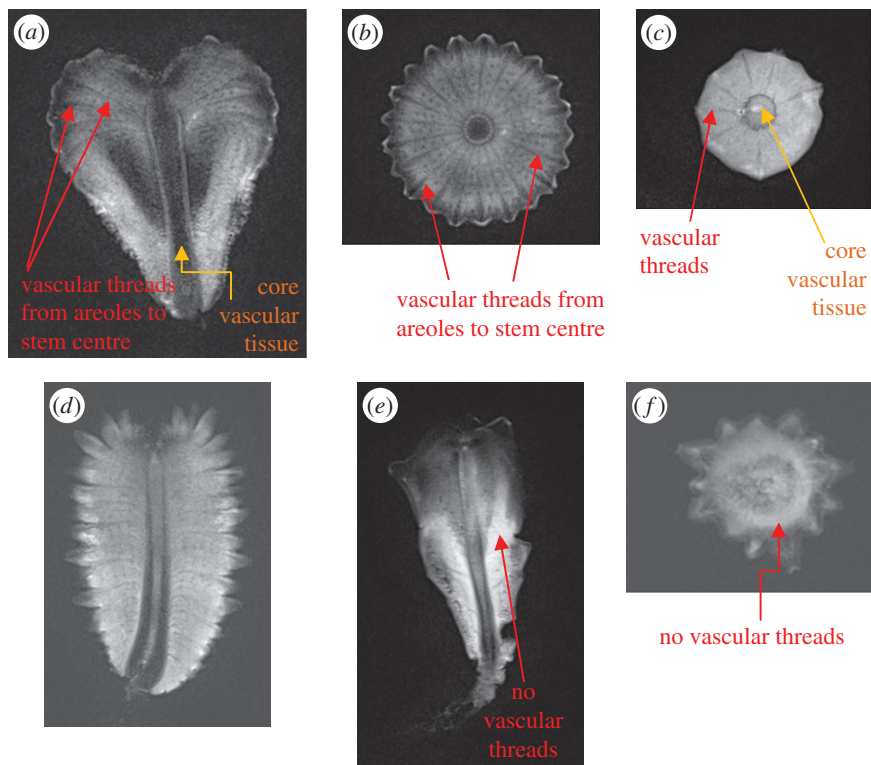 (a)
(b)
(c)
vascular threads
from areoles to
stem centre
core
vascular
tissue
vascular threads from
areoles to stem centre
vascular
threads
core
vascular
tissue
(d)
(e)
(f)
no
vascular
threads
no vascular threads